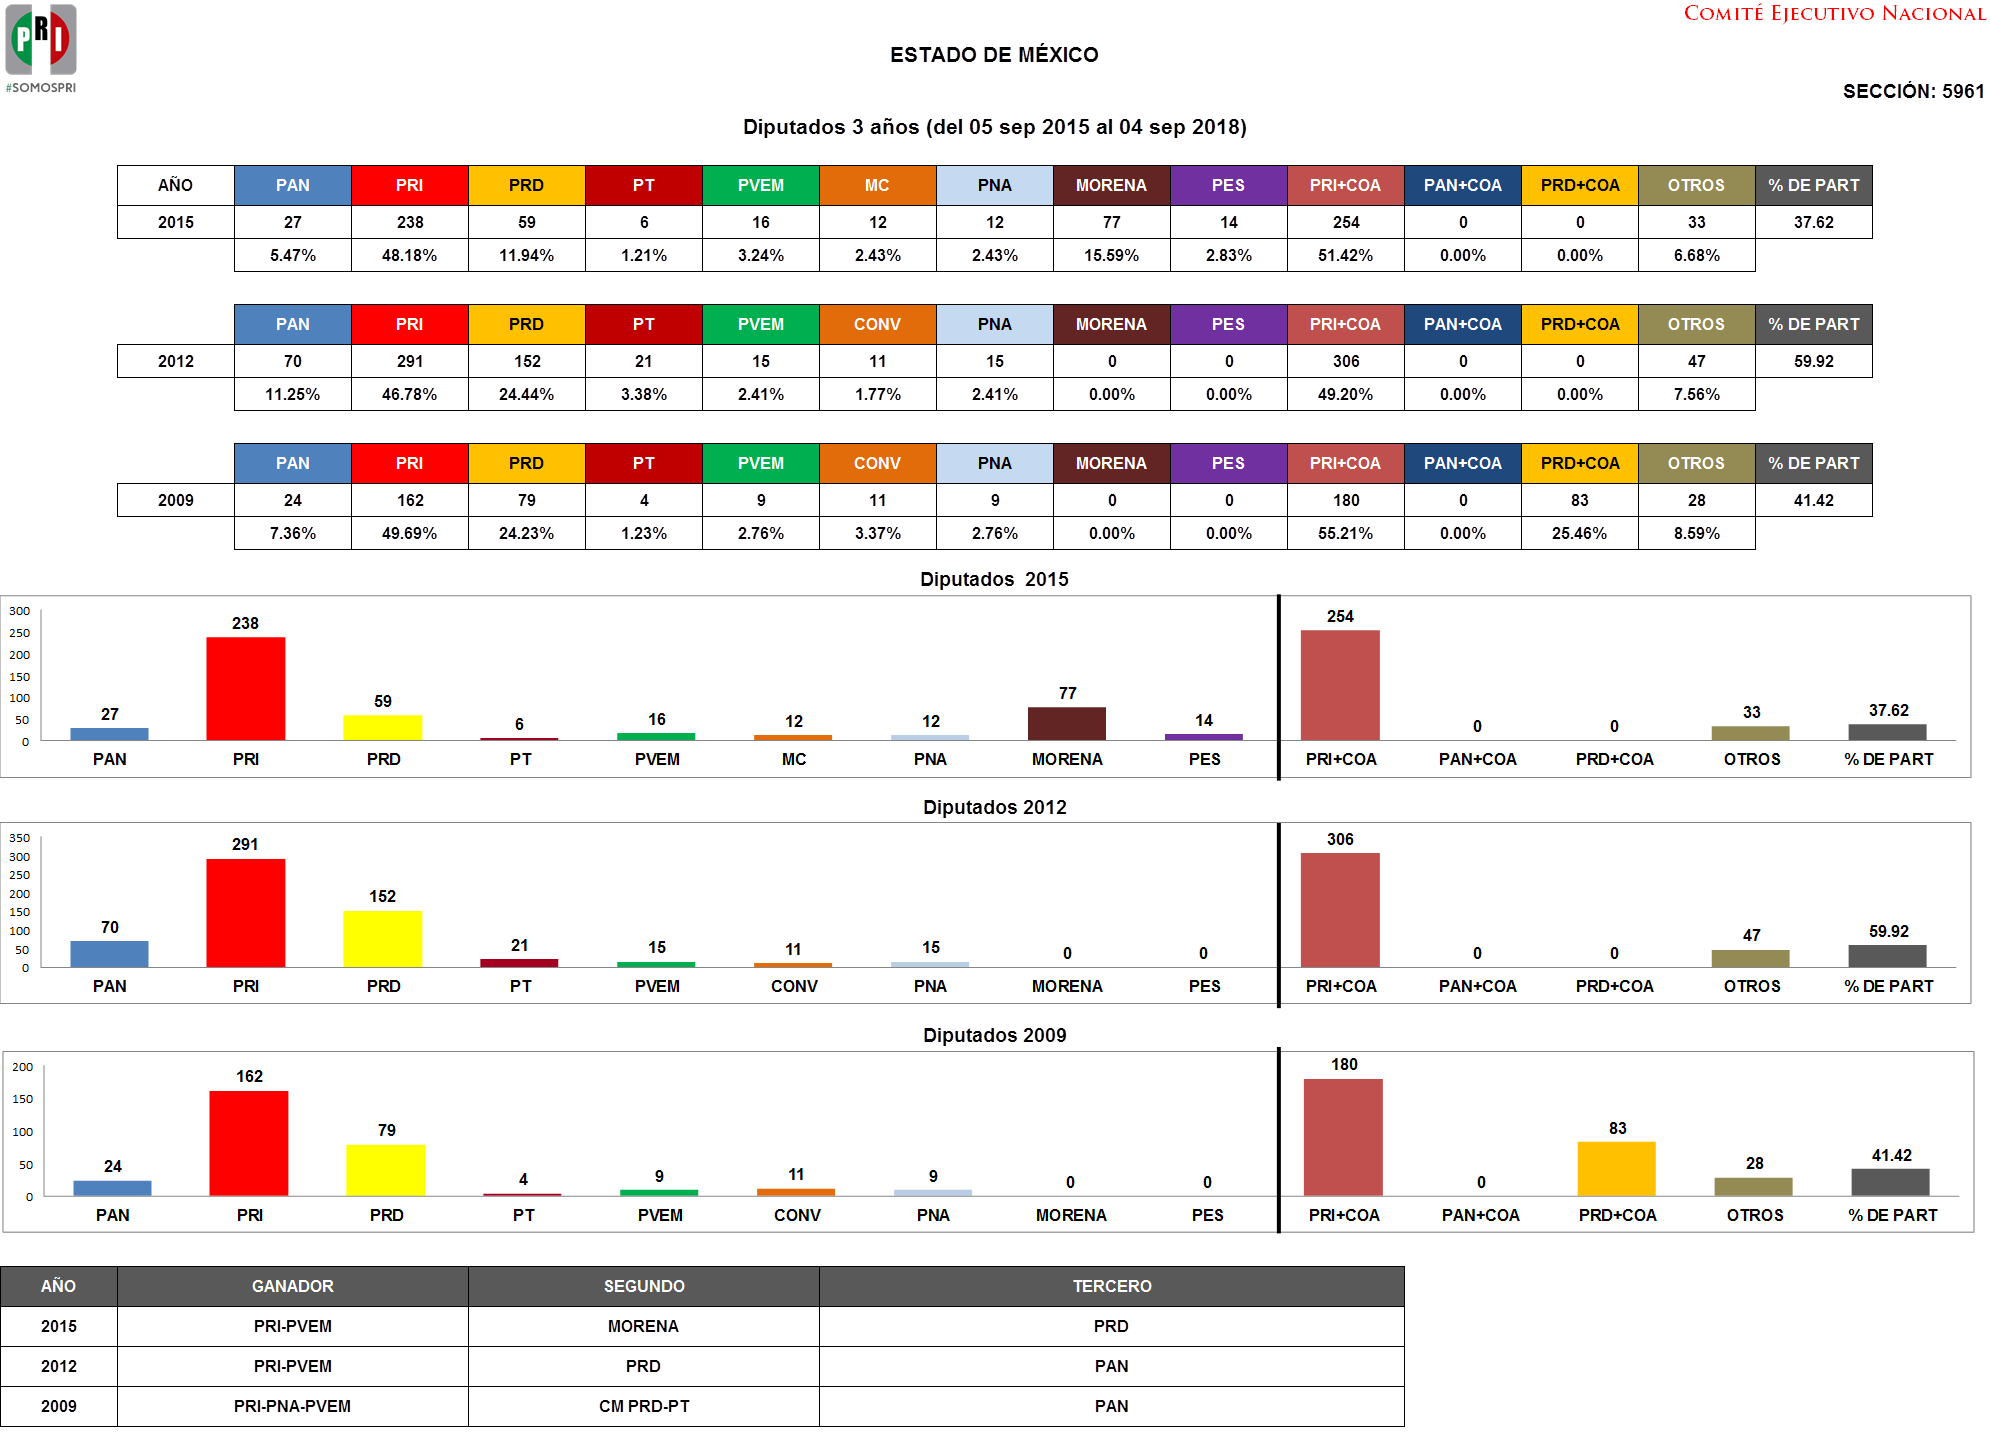 PRI
#SOMOSPRI
COMITÉ EJECUTIVO NACIONAL
ESTADO DE MÉXICO
SECCIÓN: 5961
Diputados 3 años (del 05 sep 2015 al 04 sep 2018)
AÑO PAN PRI PRD PT PVEM MC PNA MORENA PES PRI+COA PAN+COA PRD+COA OTROS % DE PART
2015 27 238 59 6 16 12 12 77 14 254 0 0 33 37.62
5.47% 48.18% 11.94% 1.21% 3.24% 2.43% 2.43% 15.59% 2.83% 51.42% 0.00% 0.00% 6.68%
PAN PRI PRD PT PVEM CONV PNA MORENA PES PRI+COA PAN+COA PRD+COA OTROS % DE PART
2012 70 291 152 21 15 11 15 0 0 306 0 0 47 59.92
11.25% 46.78% 24.44% 3.38% 2.41% 1.77% 2.41% 0.00% 0.00% 49.20% 0.00% 0.00% 7.56%
PAN PRI PRD PT PVEM CONV PNA MORENA PES PRI+COA PAN+COA PRD+COA OTROS % DE PART
2009 24 162 79 4 9 11 9 0 0 180 0 83 28 41.42
7.36% 49.69% 24.23% 1.23% 2.76% 3.37% 2.76% 0.00% 0.00% 55.21% 0.00% 25.46% 8.59%
Diputados 2015
300
250
200
150
100
50
0
27 238 59 6 16 12 12 77 14 254 0 0 33 37.62
PAN PRI PRD PT PVEM MC PNA MORENA PES PRI+COA PAN+COA PRD+COA OTROS % DE PART
Diputados 2012
350
300
250
200
150
100
50
0
70 291 152 21 15 11 15 0 0 306 0 0 47 59.92
PAN PRI PRD PT PVEM CONV PNA MORENA PES PRI+COA PAN+COA PRD+COA OTROS % DE PART
Diputados 2009
200
150
100
50
0
24 162 79 4 9 11 9 0 0 180 0 83 28 41.42
PAN PRI PRD PT PVEM CONV PNA MORENA PES PRI+COA PAN+COA PRD+COA OTROS % DE PART
AÑO GANADOR SEGUNDO TERCERO
2015 PRI-PVEM MORENA PRD
2012 PRI-PVEM PRD PAN
2009 PRI-PNA-PVEM CM PRD-PT PAN